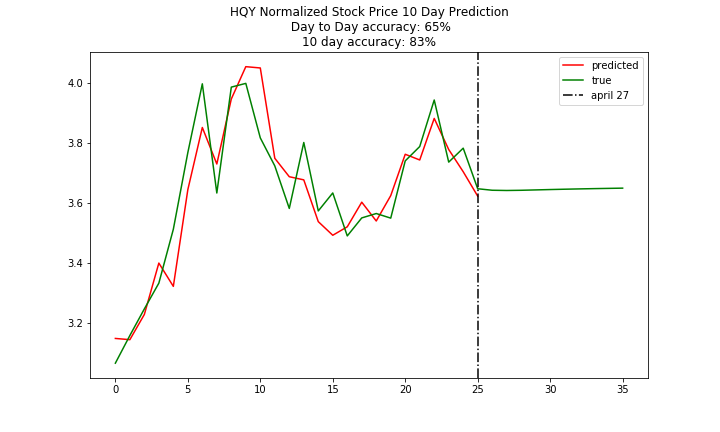 HQY Normalized Stock Price 10 Day Prediction
Day to Day accuracy: 65%
10 day accuracy: 83%
predicted
true
april 27
4.0
3.8
3.6
3.4
3.2
0 5 10 15 20 25 30 35